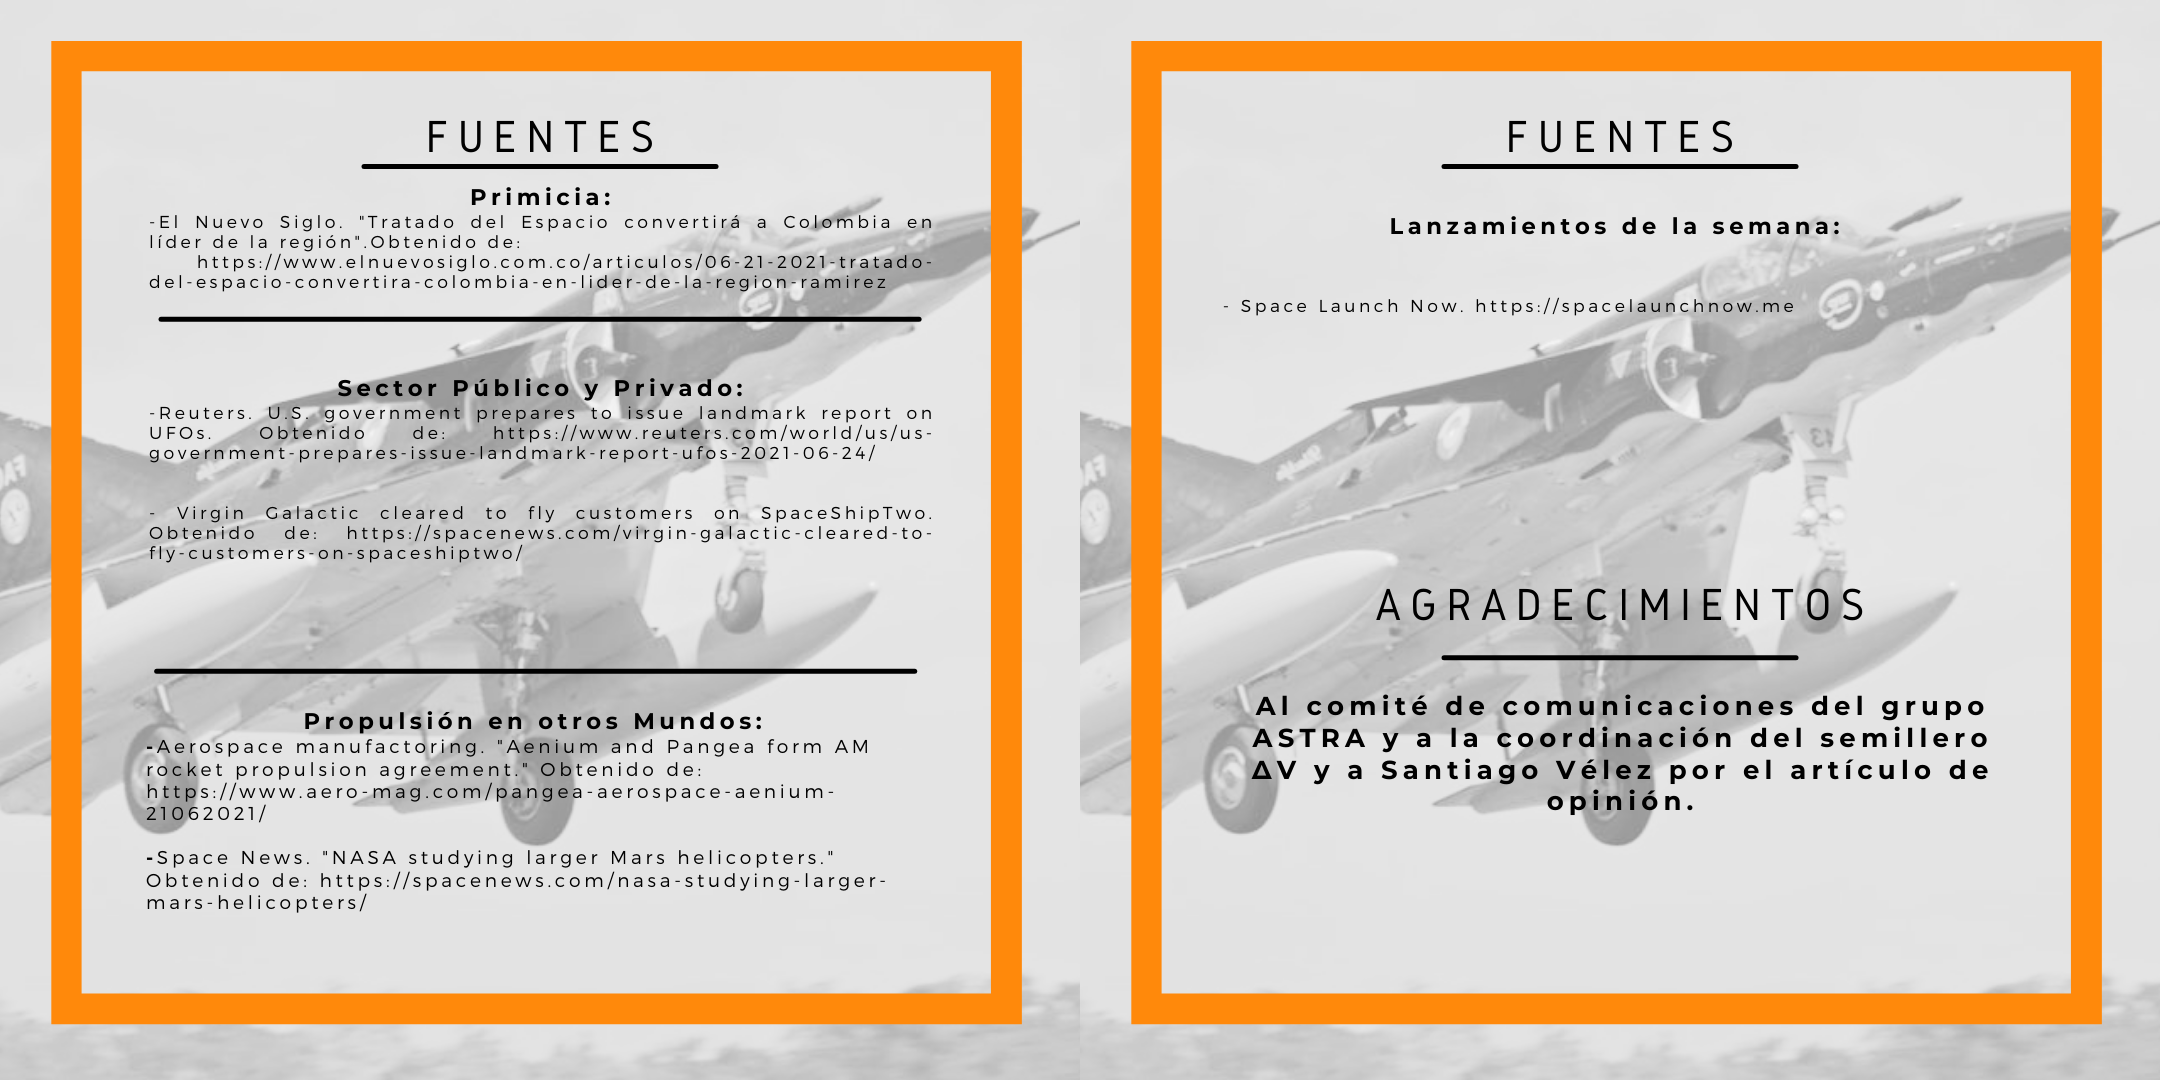 FUENTES
Primicia:
-El Nuevo Siglo. "Tratado del Espacio convertirá a Colombia en
líder de la región".Obtenido de:
https://www.elnuevosiglo.com.co/articulos/06-21-2021-tratado-
del-espacio-convertira-colombia-en-lider-de-la-region-ramirez
Sector Público y Privado:
-Reuters. U.S. government prepares to issue landmark report on
UFOs. Obtenido de: https://www.reuters.com/world/us/us-
government-prepares-issue-landmark-report-ufos-2021-06-24/
- Virgin Galactic cleared to fly customers on SpaceShipTwo.
Obtenido de: https://spacenews.com/virgin-galactic-cleared-to-
fly-customers-on-spaceshiptwo/
Propulsión en otros Mundos:
-Aerospace manufactoring. "Aenium and Pangea form AM
rocket propulsion agreement." Obtenido de:
https://www.aero-mag.com/pangea-aerospace-aenium-
21062021/
-Space News. "NASA studying larger Mars helicopters."
Obtenido de: https://spacenews.com/nasa-studying-larger-
mars-helicopters/
FUENTES
Lanzamientos de la semana:
- Space Launch Now. https://spacelaunchnow.me
AGRADECIMIENTOS
Al comité de comunicaciones del grupo
ASTRA y a la coordinación del semillero
ΔV y a Santiago Vélez por el artículo de
opinión.